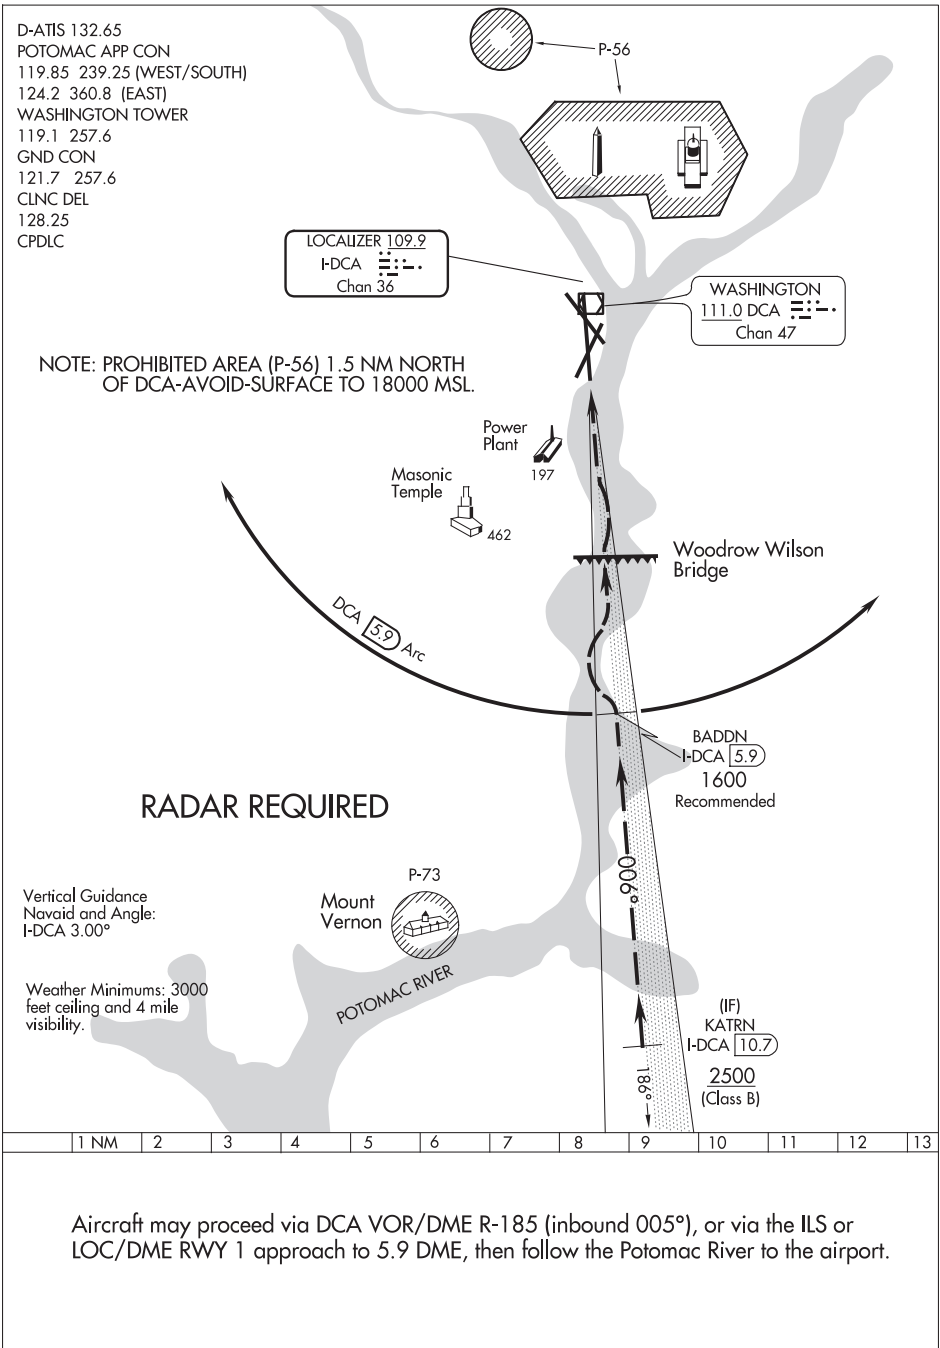 D-ATIS 132.65
POTOMAC APP CON
119.85 239.25 (WEST/SOUTH)
124.2 360.8 (EAST)
WASHINGTON TOWER
119.1 257.6
GND CON
121.7 257.6
CLNC DEL
128.25
CPDLC
P-56
LOCALIZER 109.9
I-DCA
Chan 36
WASHINGTON
111.0 DCA
Chan 47
NOTE: PROHIBITED AREA (P-56) 1.5 NM NORTH
OF DCA-AVOID-SURFACE TO 18000 MSL.
Power
Plant
197
Masonic
Temple
462
Woodrow Wilson
Bridge
DCA 5.9 Arc
BADDN
I-DCA 5.9
1600
Recommended
RADAR REQUIRED
006°
P-73
Mount
Vernon
Vertical Guidance
Navaid and Angle:
I-DCA 3.00°
POTOMAC RIVER
Weather Minimums: 3000
feet ceiling and 4 mile
visibility.
(IF)
KATRN
I-DCA 10.7
2500
(Class B)
186°
1 NM 2 3 4 5 6 7 8 9 10 11 12 13
Aircraft may proceed via DCA VOR/DME R-185 (inbound 005°), or via the ILS or
LOC/DME RWY 1 approach to 5.9 DME, then follow the Potomac River to the airport.